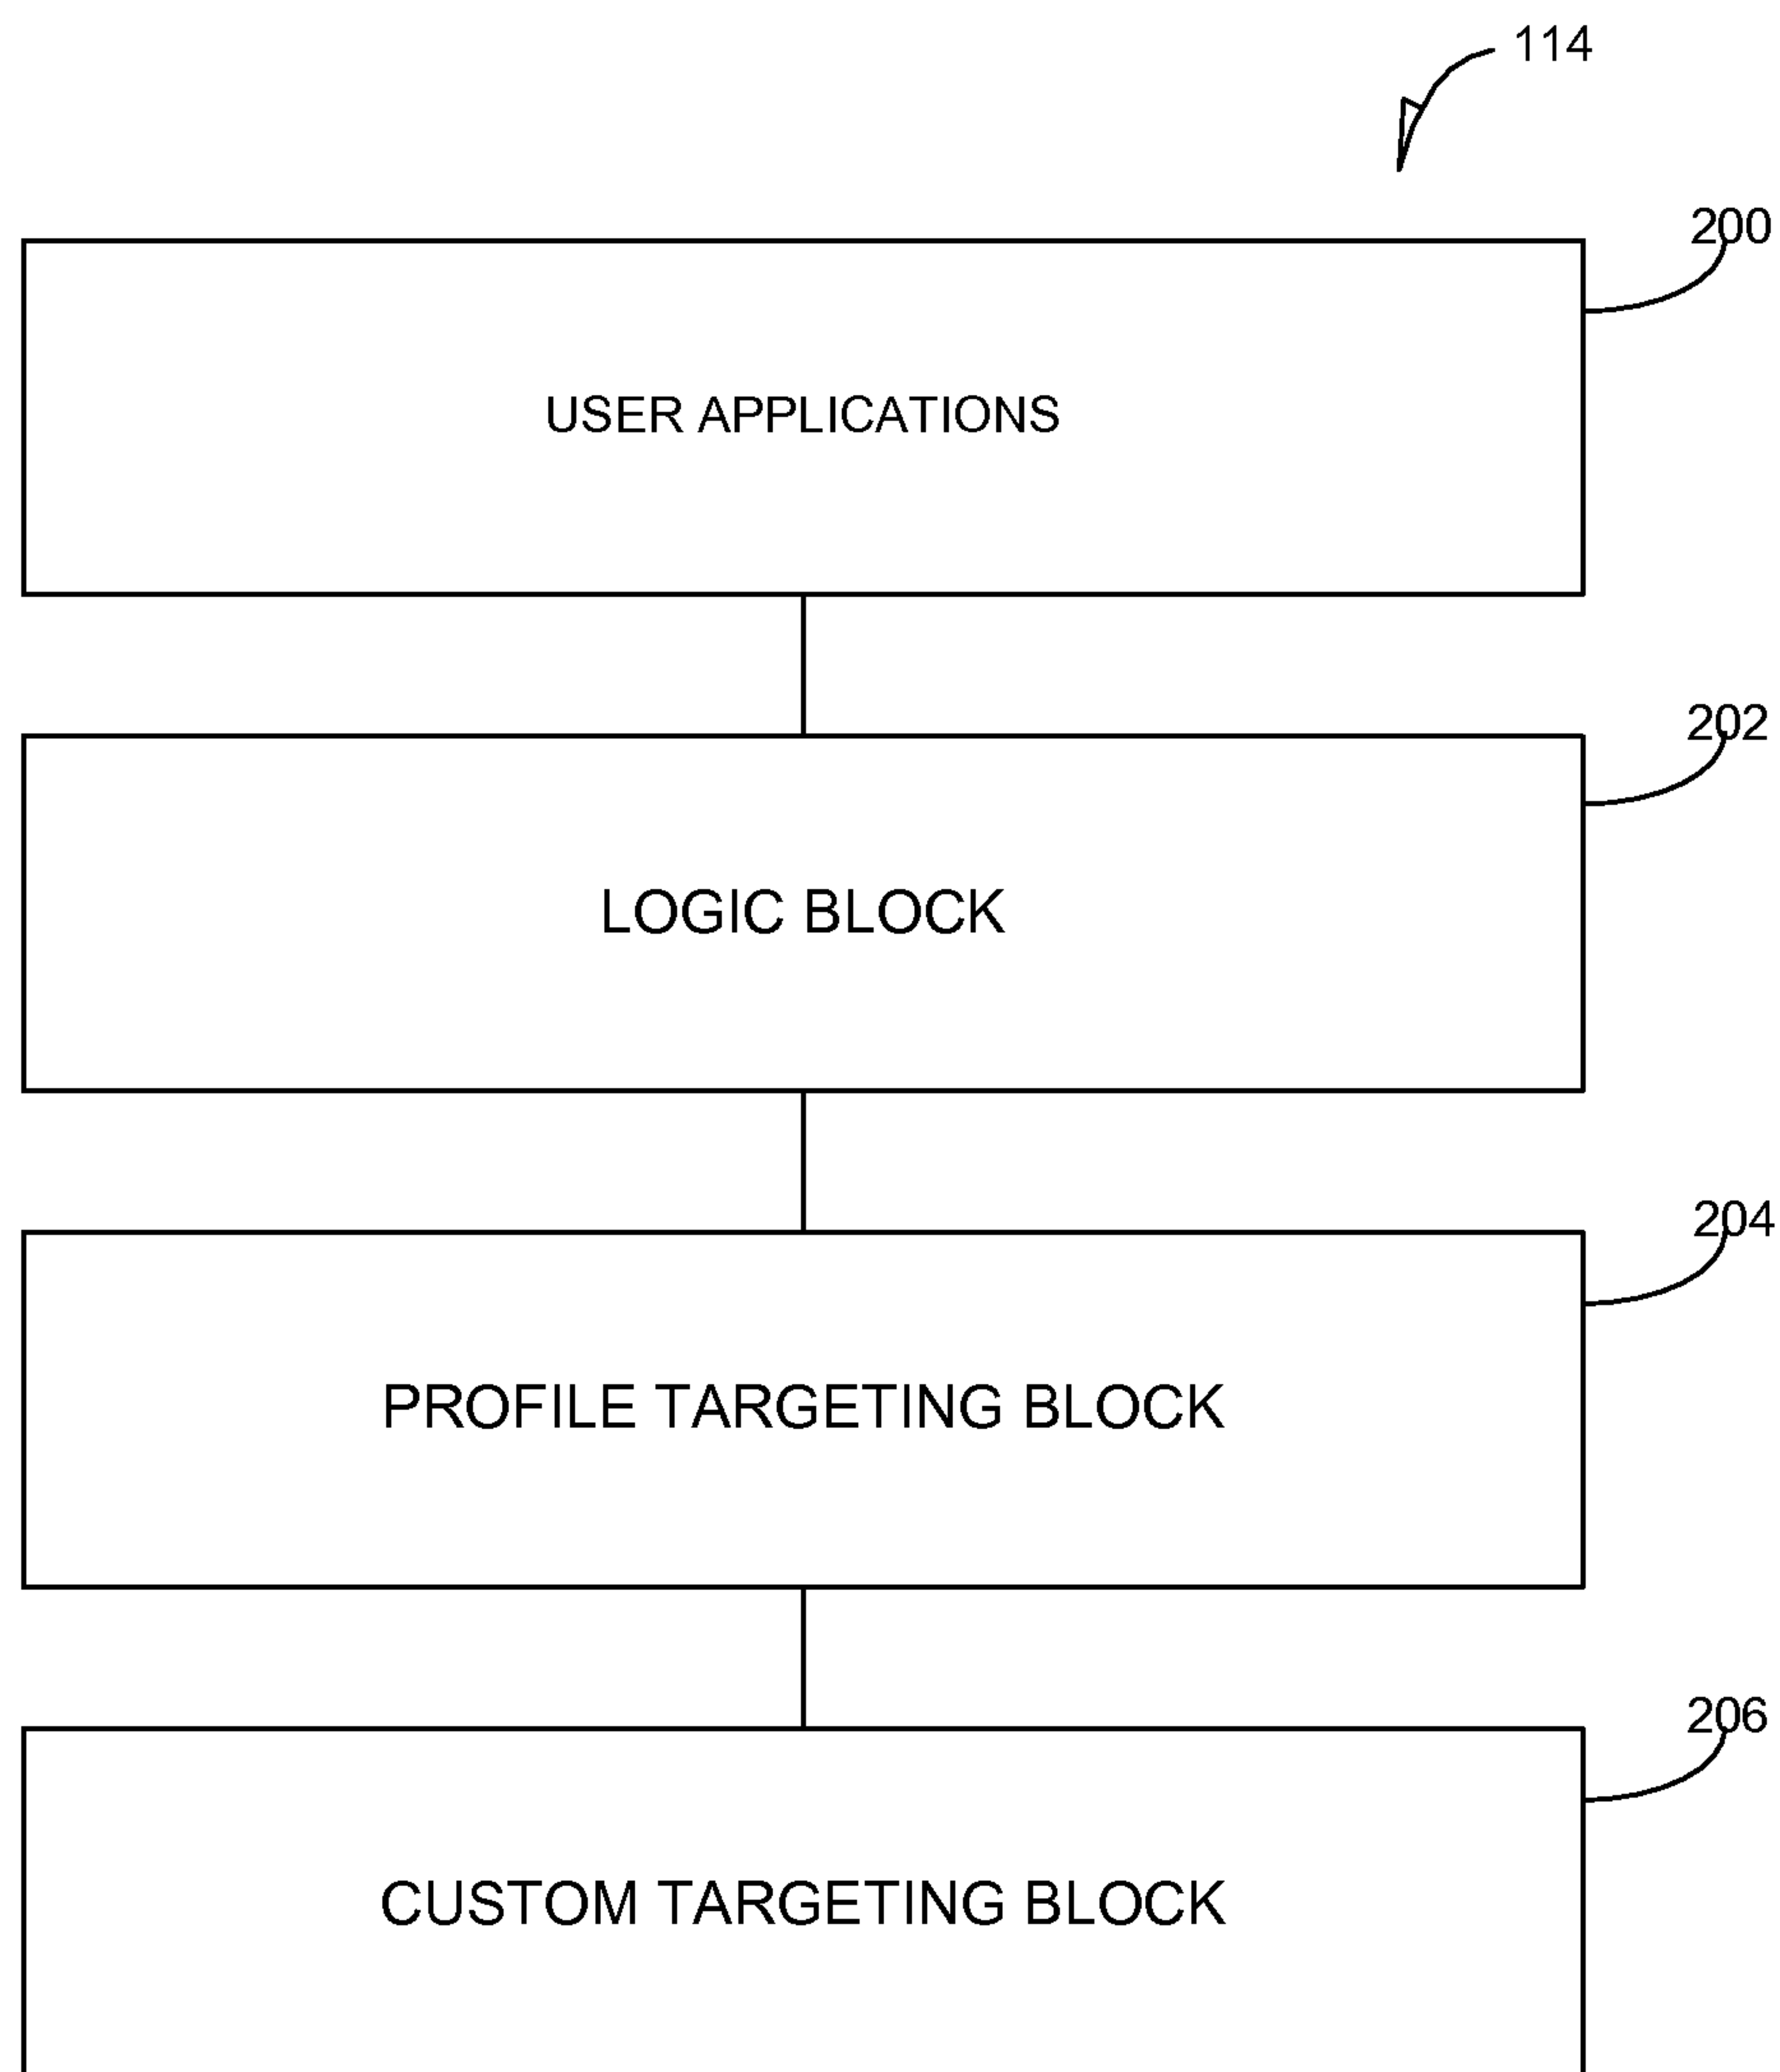 114
200
USER APPLICATIONS
202
LOGIC BLOCK
204
PROFILE TARGETING BLOCK
206
CUSTOM TARGETING BLOCK